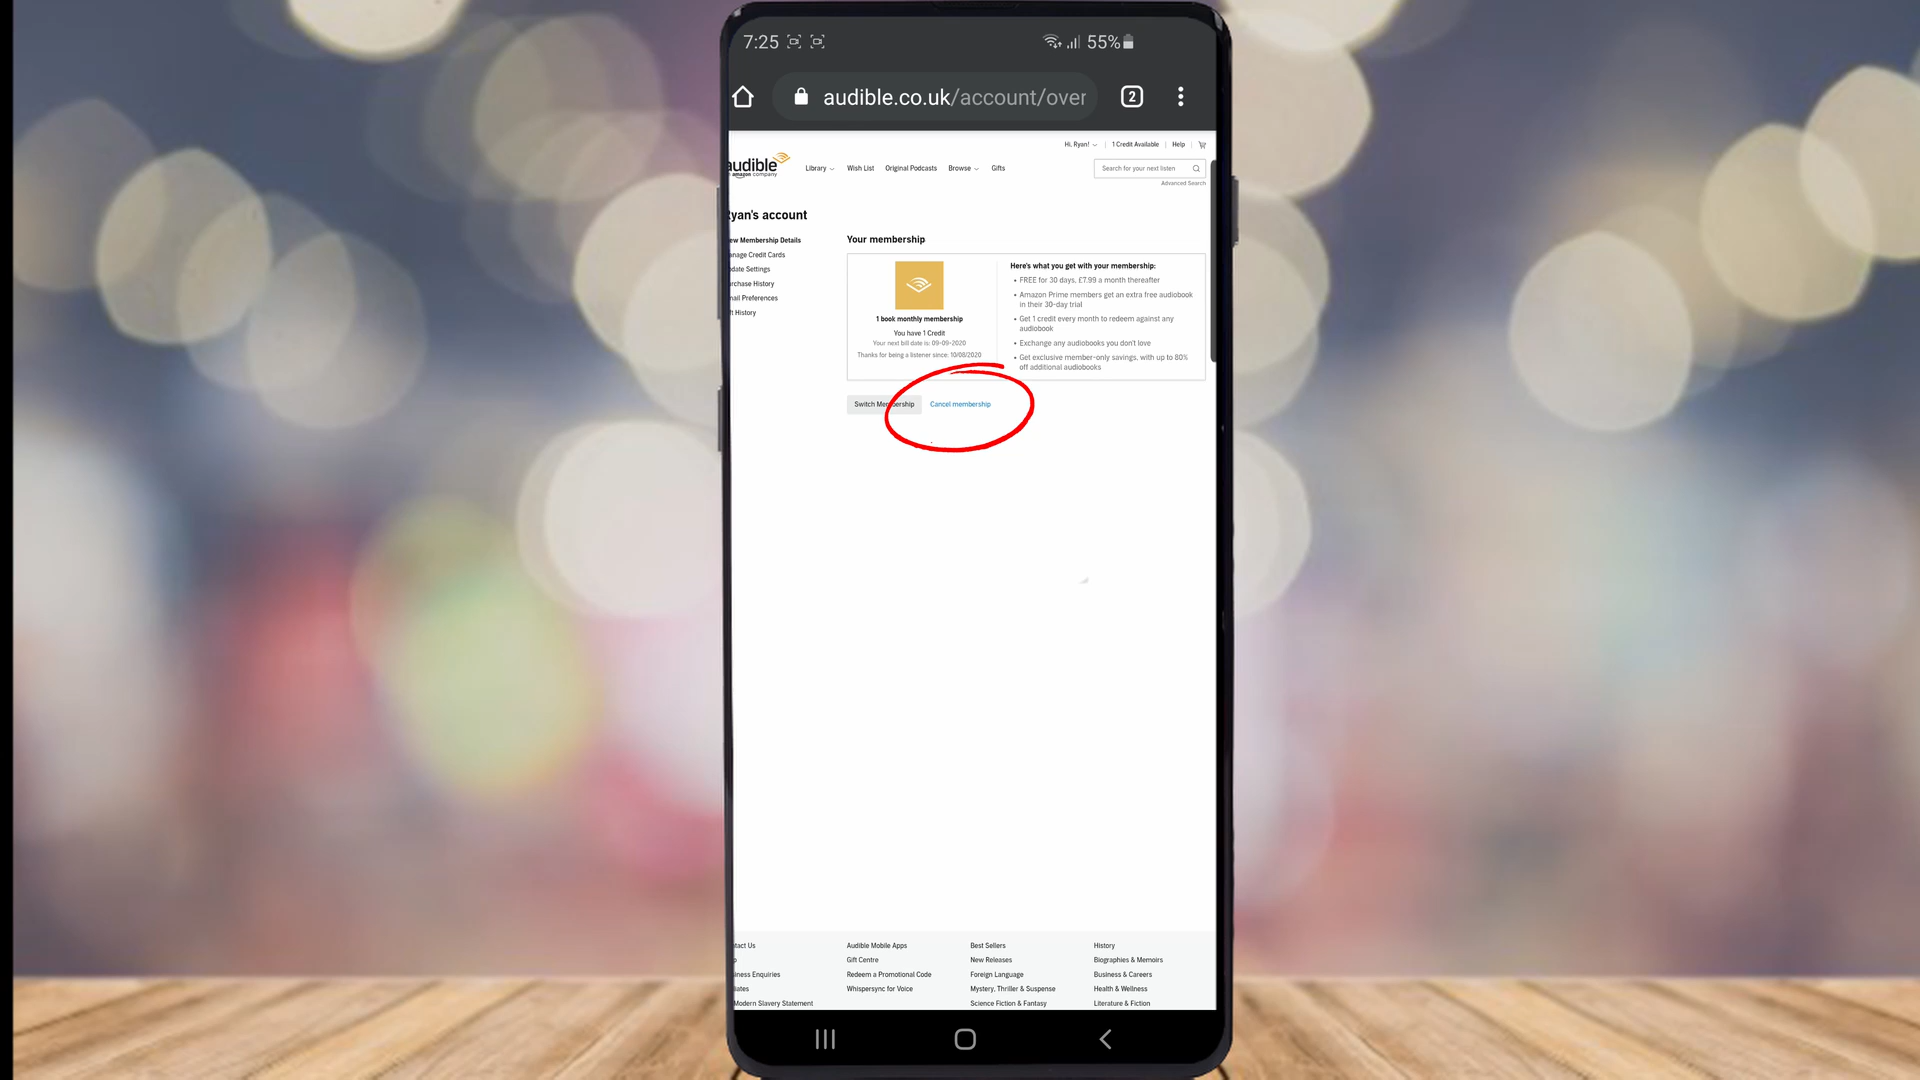 7:25 55%
audible.co.uk/account/over 2
Hi, Ryan! 1 Credit Available Help
audible
an amazon company
Library Wish List Original Podcasts Browse Gifts
Search for your next listen
Advanced Search
Ryan's account
ew Membership Details
anage Credit Cards
date Settings
rchase History
mail Preferences
ft History
Your membership
1 book monthly membership
You have 1 Credit
Your next bill date is: 09-09-2020
Thanks for being a listener since: 10/08/2020
Here's what you get with your membership:
• FREE for 30 days, £7.99 a month thereafter
• Amazon Prime members get an extra free audiobook
in their 30-day trial
• Get 1 credit every month to redeem against any
audiobook
• Exchange any audiobooks you don't love
• Get exclusive member-only savings, with up to 80%
off additional audiobooks
Switch Membership Cancel membership
tact Us
p
iness Enquiries
iates
Modern Slavery Statement
Audible Mobile Apps
Gift Centre
Redeem a Promotional Code
Whispersync for Voice
Best Sellers
New Releases
Foreign Language
Mystery, Thriller & Suspense
Science Fiction & Fantasy
History
Biographies & Memoirs
Business & Careers
Health & Wellness
Literature & Fiction